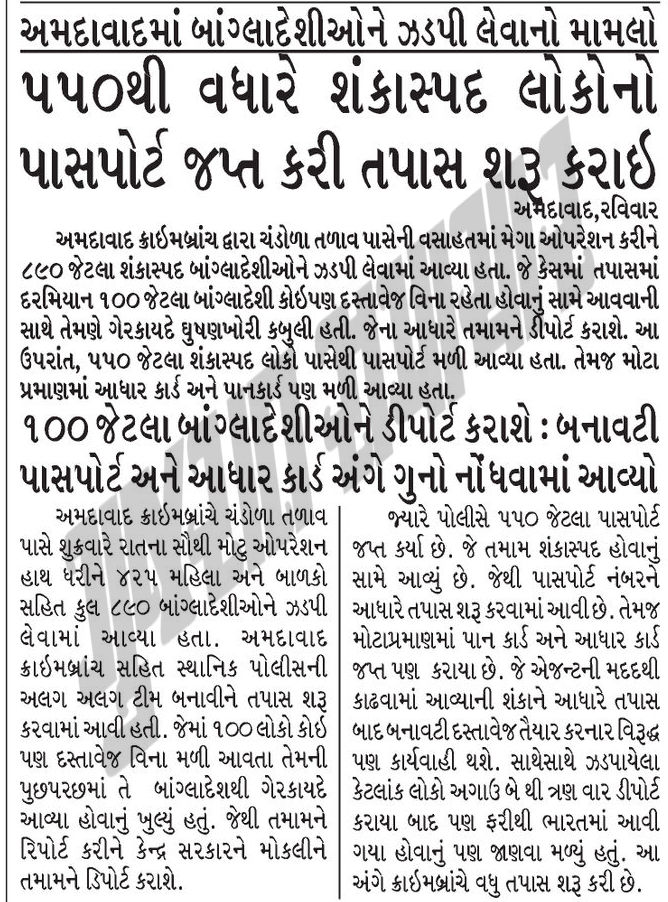 અમદાવાદમાં બાંગ્લાદેશીઓને ઝડપી લેવાનો મામલો
૫૫૦થી વધારે શંકાસ્પદ લોકોનો
પાસપોર્ટ જપ્ત કરી તપાસ શરૂ કરાઇ
અમદાવાદ,રવિવાર
અમદાવાદ ક્રાઇમબ્રાંચ દ્વારા ચંડોળા તળાવ પાસેની વસાહતમાં મેગા ઓપરેશન કરીને
૮૯૦ જેટલા શંકાસ્પદ બાંગ્લાદેશીઓને ઝડપી લેવામાં આવ્યા હતા. જે કેસમાં તપાસમાં
દરમિયાન ૧૦૦ જેટલા બાંગ્લાદેશી કોઇપણ દસ્તાવેજ વિના રહેતા હોવાનું સામે આવવાની
સાથે તેમણે ગેરકાયદે ઘુષણખોરી કબુલી હતી. જેના આધારે તમામને ડીપોર્ટ કરાશે. આ
ઉપરાંત, ૫૫૦ જેટલા શંકાસ્પદ લોકો પાસેથી પાસપોર્ટ મળી આવ્યા હતા. તેમજ મોટા
પ્રમાણમાં આધાર કાર્ડ અને પાનકાર્ડ પણ મળી આવ્યા હતા.
૧૦૦ જેટલા બાંગ્લાદેશીઓને ડીપોર્ટ કરાશે : બનાવટી
પાસપોર્ટ અને આધાર કાર્ડ અંગે ગુનો નોંધવામાં આવ્યો
અમદાવાદ ક્રાઇમબ્રાંચે ચંડોળા તળાવ
પાસે શુક્રવારે રાતના સૌથી મોટુ ઓપરેશન
હાથ ધરીને ૪૨૫ મહિલા અને બાળકો
સહિત કુલ ૮૯૦ બાંગ્લાદેશીઓને ઝડપી
લેવામાં આવ્યા હતા. અમદાવાદ
ક્રાઇમબ્રાંચ સહિત સ્થાનિક પોલીસની
અલગ અલગ ટીમ બનાવીને તપાસ શરૂ
કરવામાં આવી હતી. જેમાં ૧૦૦ લોકો કોઇ
પણ દસ્તાવેજ વિના મળી આવતા તેમની
પુછપરછમાં તે બાંગ્લાદેશથી ગેરકાયદે
આવ્યા હોવાનું ખુલ્યું હતું. જેથી તમામને
રિપોર્ટ કરીને કેન્દ્ર સરકારને મોકલીને
તમામને ડિપોર્ટ કરાશે.
જ્યારે પોલીસે ૫૫૦ જેટલા પાસપોર્ટ
જપ્ત કર્યા છે. જે તમામ શંકાસ્પદ હોવાનું
સામે આવ્યું છે. જેથી પાસપોર્ટ નંબરને
આધારે તપાસ શરૂ કરવામાં આવી છે. તેમજ
મોટાપ્રમાણમાં પાન કાર્ડ અને આધાર કાર્ડ
જપ્ત પણ કરાયા છે. જે એજન્ટની મદદથી
કાઢવામાં આવ્યાની શંકાને આધારે તપાસ
બાદ બનાવટી દસ્તાવેજ તૈયાર કરનાર વિરૂદ્ધ
પણ કાર્યવાહી થશે. સાથેસાથે ઝડપાયેલા
કેટલાંક લોકો અગાઉ બે થી ત્રણ વાર ડીપોર્ટ
કરાયા બાદ પણ ફરીથી ભારતમાં આવી
ગયા હોવાનું પણ જાણવા મળ્યું હતું. આ
અંગે ક્રાઇમબ્રાંચે વધુ તપાસ શરૂ કરી છે.